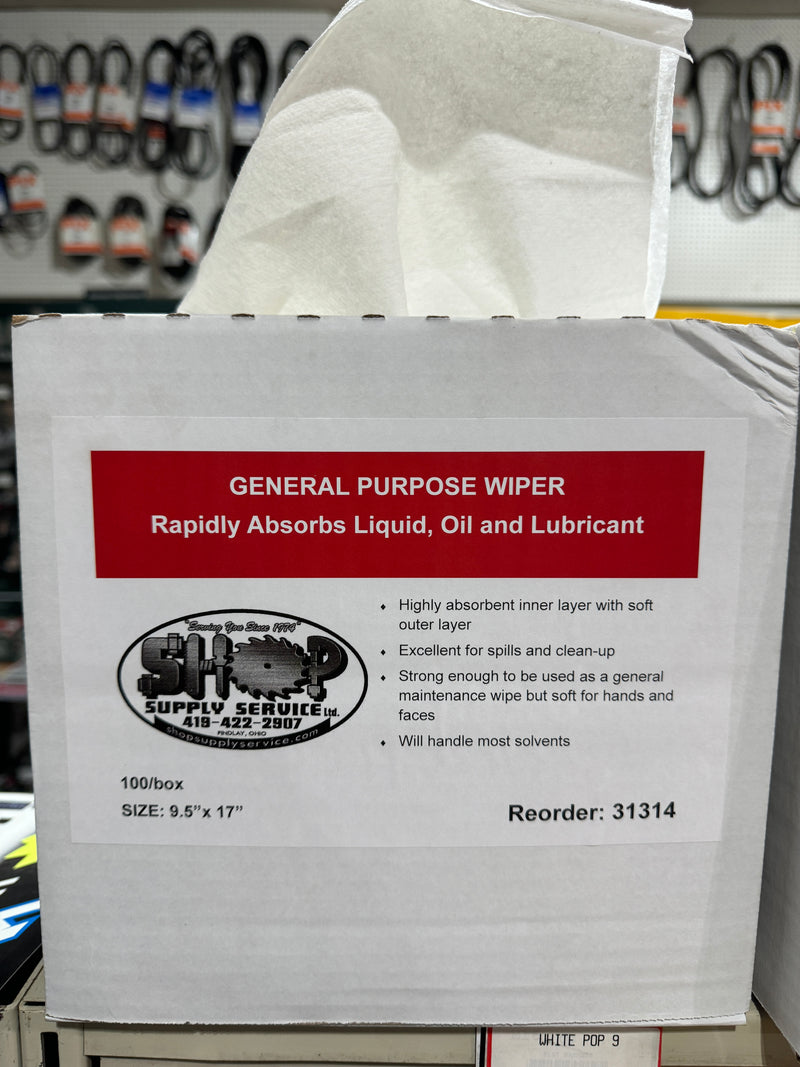 GENERAL PURPOSE WIPER
Rapidly Absorbs Liquid, Oil and Lubricant
"Serving You Since 1974"
SHOP
SUPPLY SERVICE Ltd.
419-422-2907
FINDLAY, OHIO
shopsupplyservice.com
Highly absorbent inner layer with soft
outer layer
Excellent for spills and clean-up
Strong enough to be used as a general
maintenance wipe but soft for hands and
faces
Will handle most solvents
100/box
SIZE: 9.5”x 17”
Reorder: 31314
WHITE POP 9